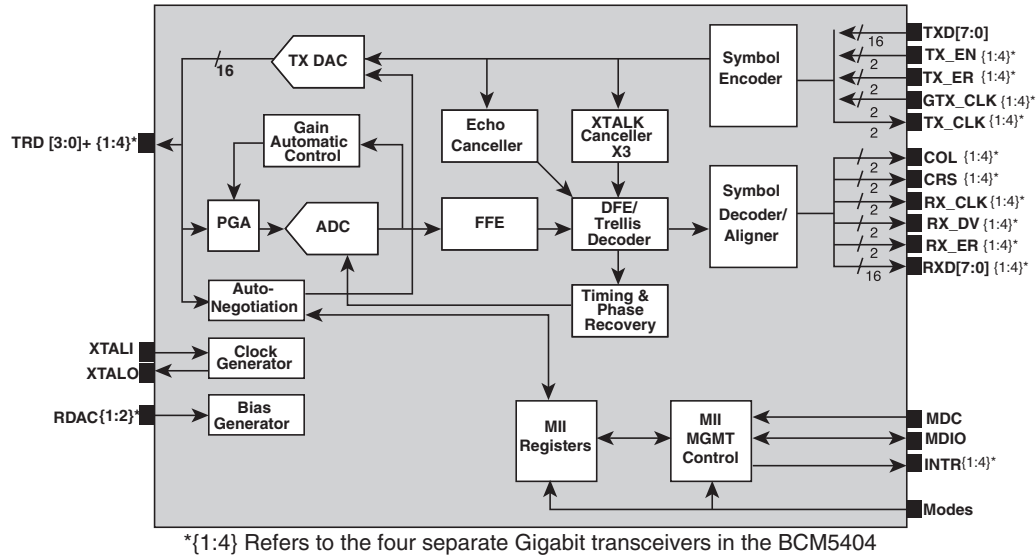 TXD[7:0]
16
TX_EN {1:4}*
2
TX_ER {1:4}*
2
GTX_CLK {1:4}*
2
TX_CLK {1:4}*
2
Symbol
Encoder
16
TX DAC
TRD [3:0]+ {1:4}*
Gain
Automatic
Control
Echo
Canceller
XTALK
Canceller
X3
COL {1:4}*
2
CRS {1:4}*
2
RX_CLK {1:4}*
2
RX_DV {1:4}*
2
RX_ER {1:4}*
2
RXD[7:0] {1:4}*
16
PGA
ADC
FFE
DFE/
Trellis
Decoder
Symbol
Decoder/
Aligner
Auto-
Negotiation
Timing &
Phase
Recovery
XTALI
XTALO
Clock
Generator
RDAC{1:2}*
Bias
Generator
MII
Registers
MII
MGMT
Control
MDC
MDIO
INTR{1:4}*
Modes
*{1:4} Refers to the four separate Gigabit transceivers in the BCM5404